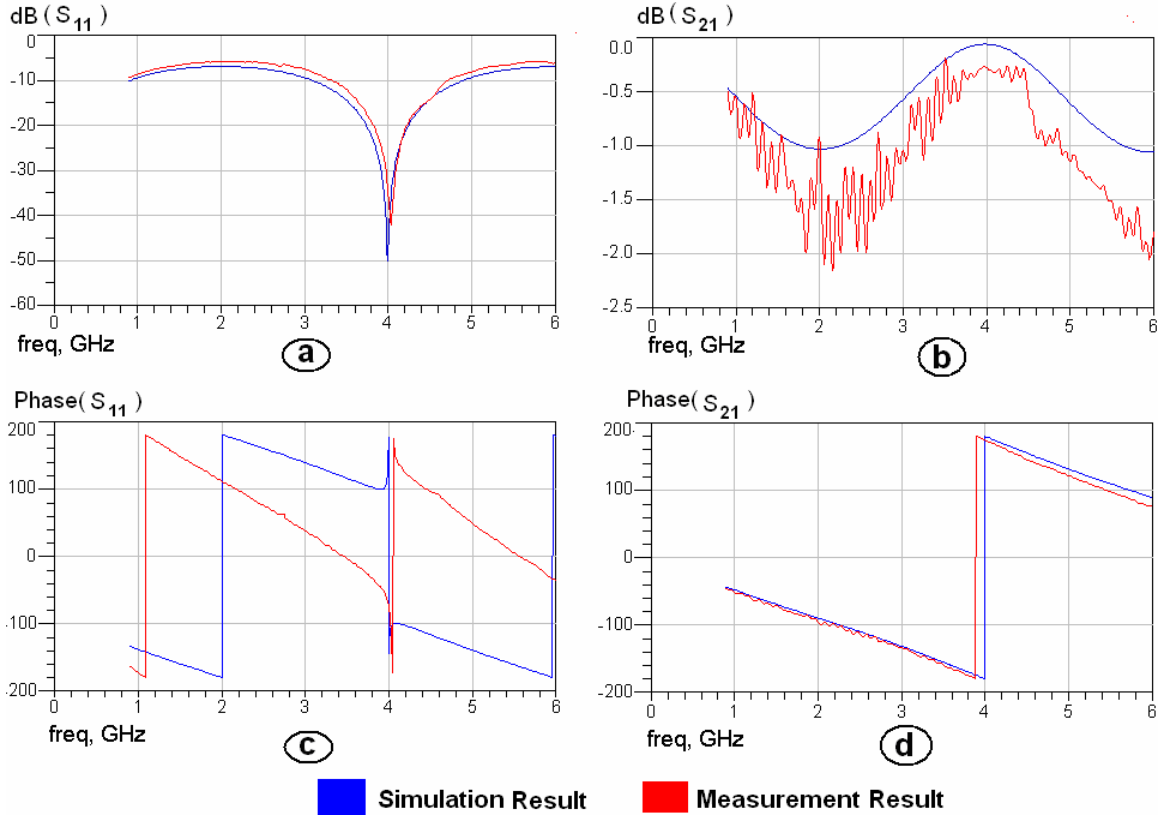 dB(S11)
0
-10
-20
-30
-40
-50
-60
0 1 2 3 4 5 6
freq, GHz
a
dB(S21)
0.0
-0.5
-1.0
-1.5
-2.0
-2.5
0 1 2 3 4 5 6
freq, GHz
b
Phase(S11)
200
100
0
-100
-200
0 1 2 3 4 5 6
freq, GHz
c
Phase(S21)
200
100
0
-100
-200
0 1 2 3 4 5 6
freq, GHz
d
Simulation Result
Measurement Result